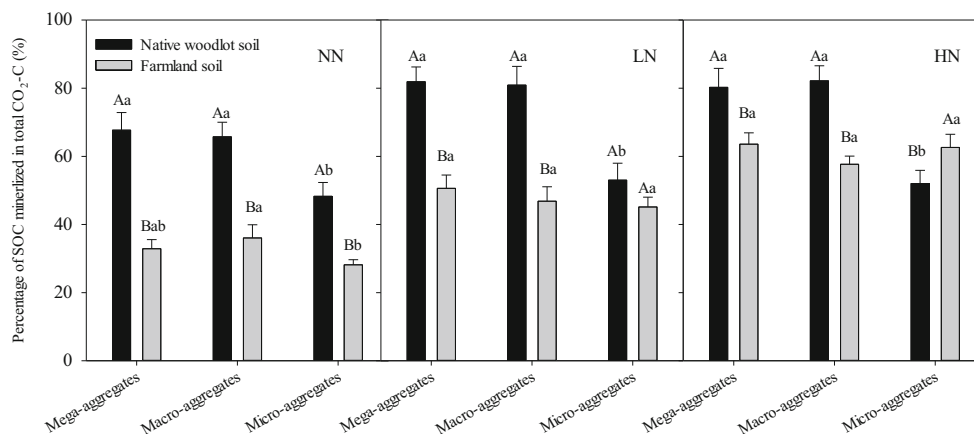 Percentage of SOC minerlized in total CO₂-C (%)
100
80
60
40
20
0
Native woodlot soil
Farmland soil
NN
LN
HN
Aa
Bab
Aa
Ba
Ab
Bb
Aa
Ba
Aa
Ba
Ab
Aa
Aa
Ba
Aa
Ba
Bb
Aa
Mega-aggregates
Macro-aggregates
Micro-aggregates
Mega-aggregates
Macro-aggregates
Micro-aggregates
Mega-aggregates
Macro-aggregates
Micro-aggregates